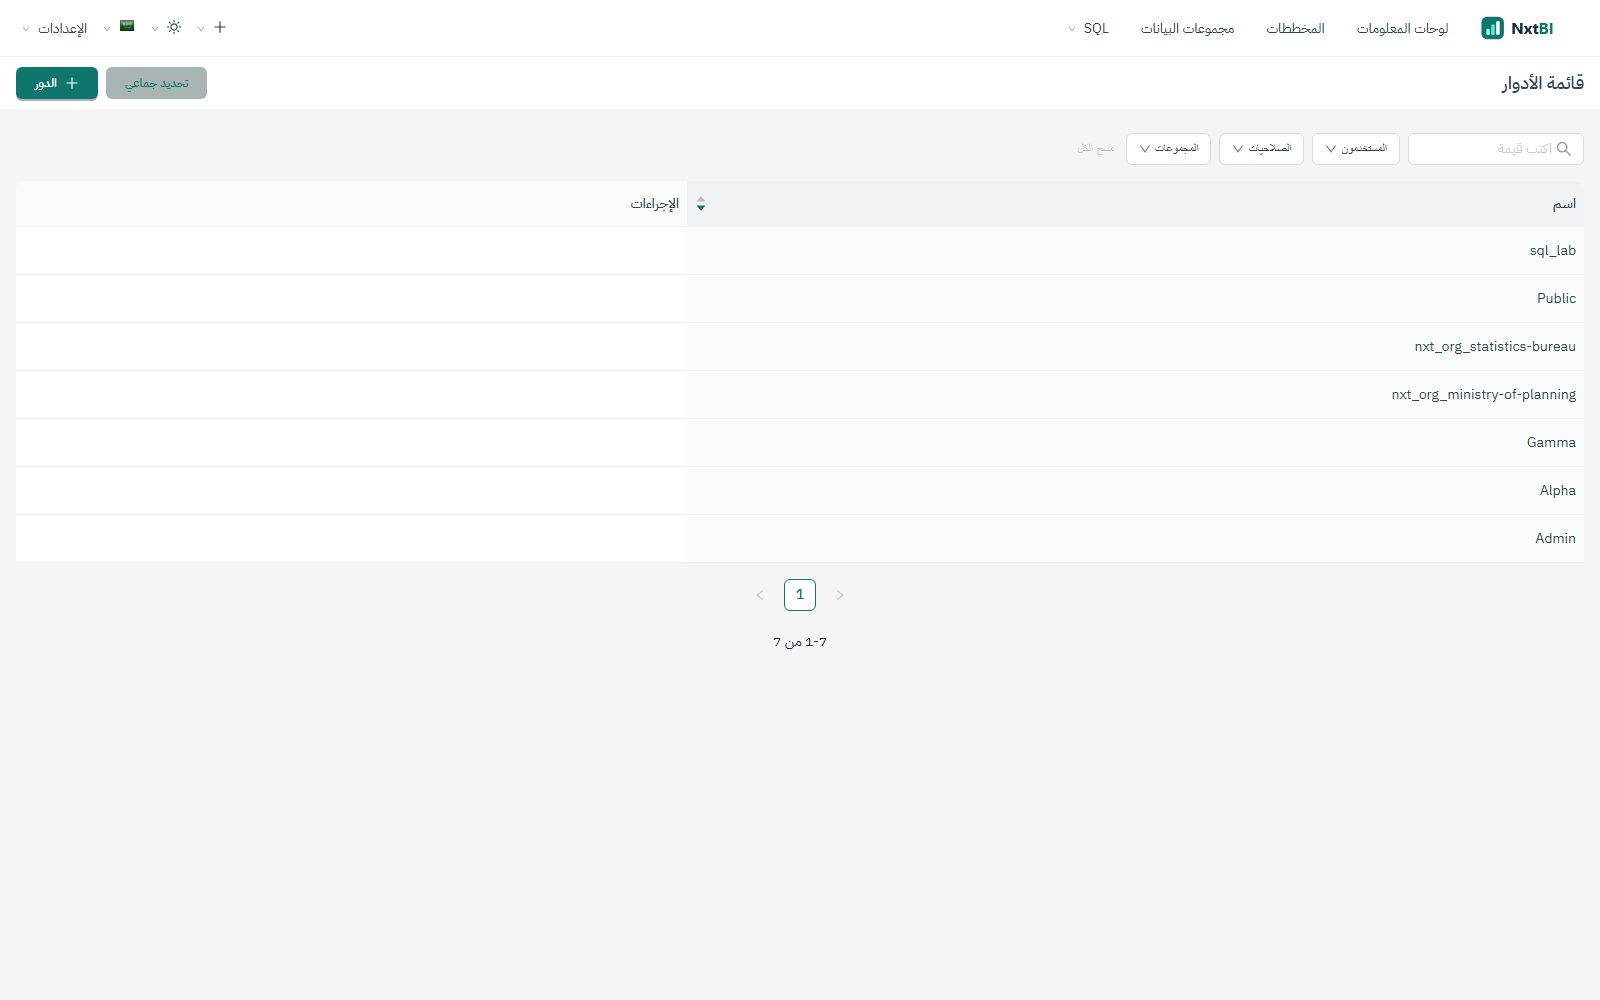 NxtBI
لوحات المعلومات
المخططات
مجموعات البيانات
SQL
الإعدادات
قائمة الأدوار
تحديد جماعي
الدور
اكتب قيمة
المستخدمون
الصلاحيات
المجموعات
مسح الكل
اسم
الإجراءات
sql_lab
Public
nxt_org_statistics-bureau
nxt_org_ministry-of-planning
Gamma
Alpha
Admin
1
1-7 من 7